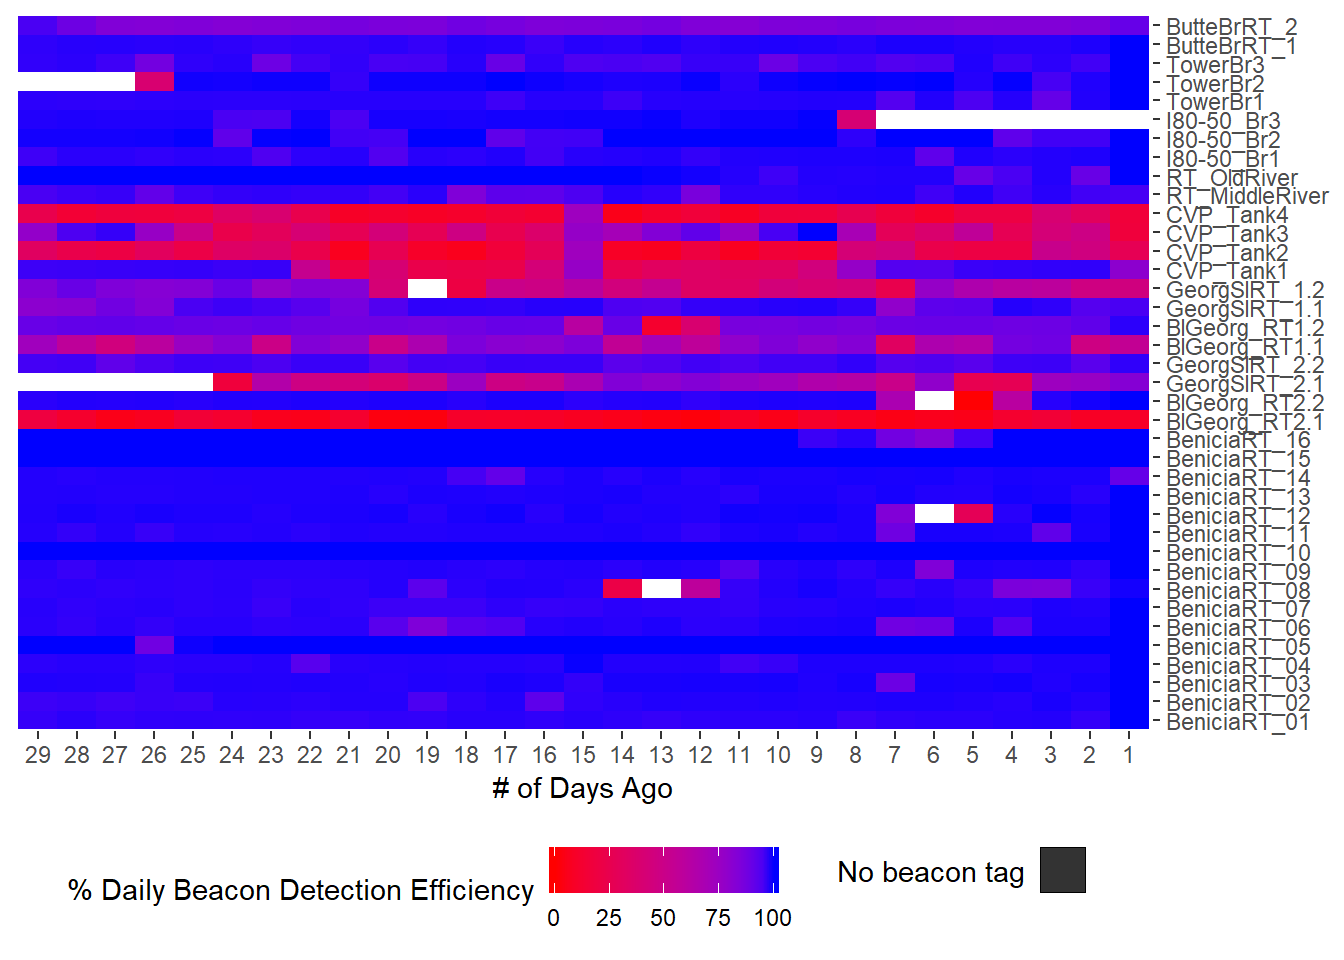 ButteBrRT_2
ButteBrRT_1
TowerBr3
TowerBr2
TowerBr1
I80-50_Br3
I80-50_Br2
I80-50_Br1
RT_OldRiver
RT_MiddleRiver
CVP_Tank4
CVP_Tank3
CVP_Tank2
CVP_Tank1
GeorgSlRT_1.2
GeorgSlRT_1.1
BlGeorg_RT1.2
BlGeorg_RT1.1
GeorgSlRT_2.2
GeorgSlRT_2.1
BlGeorg_RT2.2
BlGeorg_RT2.1
BeniciaRT_16
BeniciaRT_15
BeniciaRT_14
BeniciaRT_13
BeniciaRT_12
BeniciaRT_11
BeniciaRT_10
BeniciaRT_09
BeniciaRT_08
BeniciaRT_07
BeniciaRT_06
BeniciaRT_05
BeniciaRT_04
BeniciaRT_03
BeniciaRT_02
BeniciaRT_01
29 28 27 26 25 24 23 22 21 20 19 18 17 16 15 14 13 12 11 10 9 8 7 6 5 4 3 2 1
# of Days Ago
% Daily Beacon Detection Efficiency
0 25 50 75 100
No beacon tag